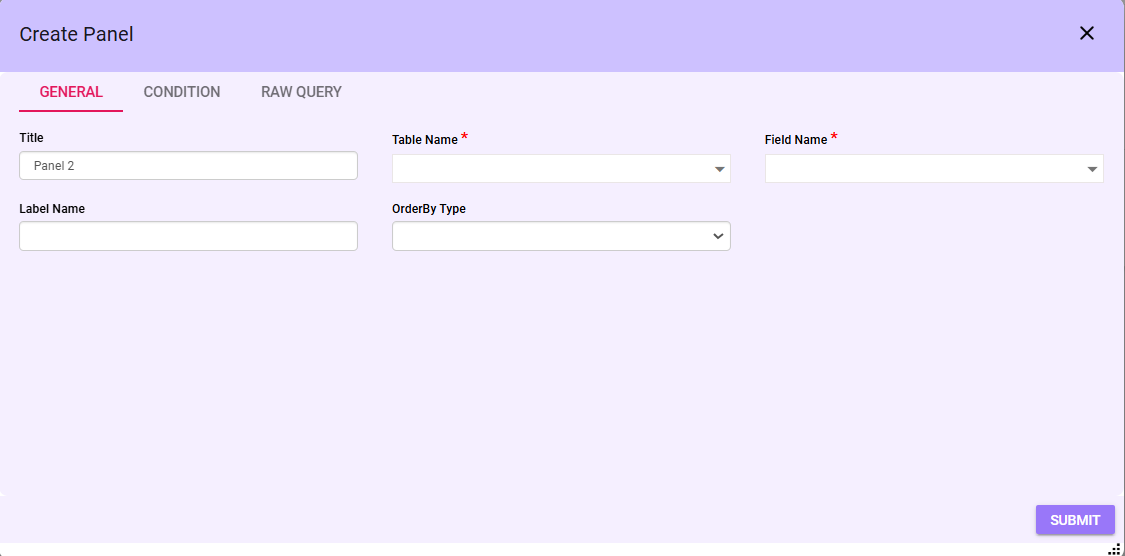 Create Panel
GENERAL CONDITION RAW QUERY
Title Table Name * Field Name *
Panel 2
Label Name OrderBy Type
SUBMIT